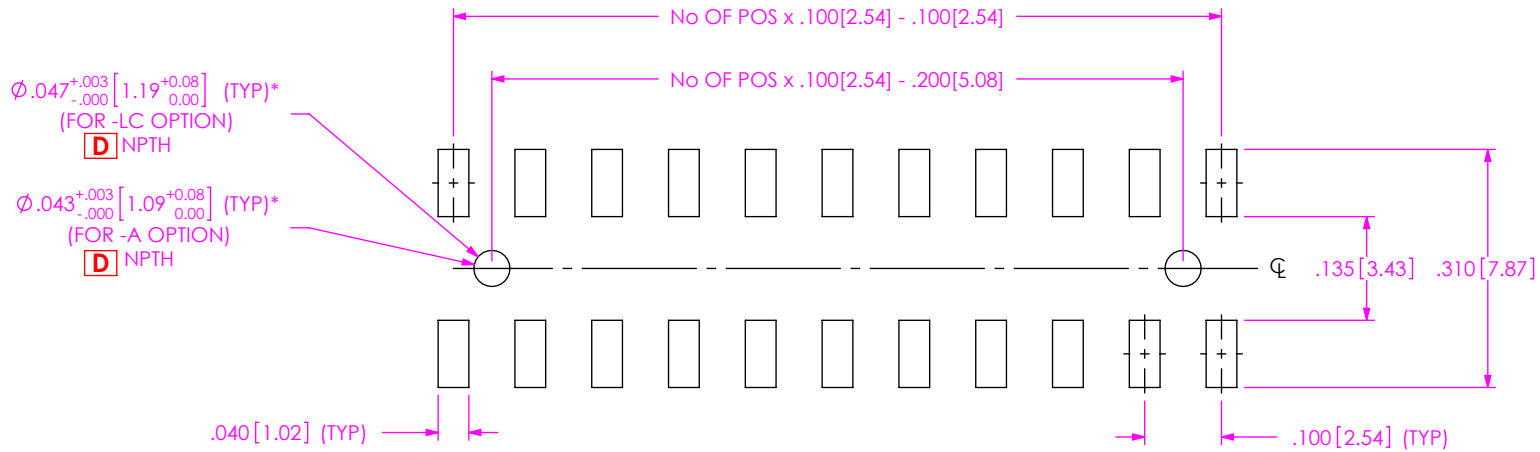 No OF POS x .100[2.54] - .100[2.54]
No OF POS x .100[2.54] - .200[5.08]
Ø.047 +.003 -.000 [1.19 +0.08 0.00] (TYP)*
(FOR -LC OPTION)
D NPTH
Ø.043 +.003 -.000 [1.09 +0.08 0.00] (TYP)*
(FOR -A OPTION)
D NPTH
℄
.135[3.43]
.310[7.87]
.040[1.02] (TYP)
.100[2.54] (TYP)